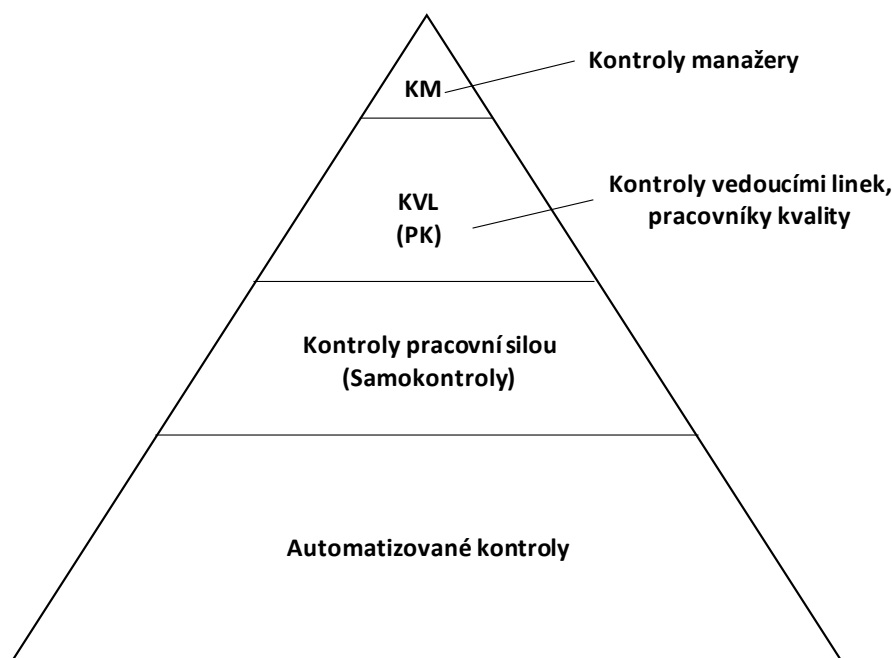 Kontroly manažery
KM
Kontroly vedoucími linek,
pracovníky kvality
KVL
(PK)
Kontroly pracovní silou
(Samokontroly)
Automatizované kontroly